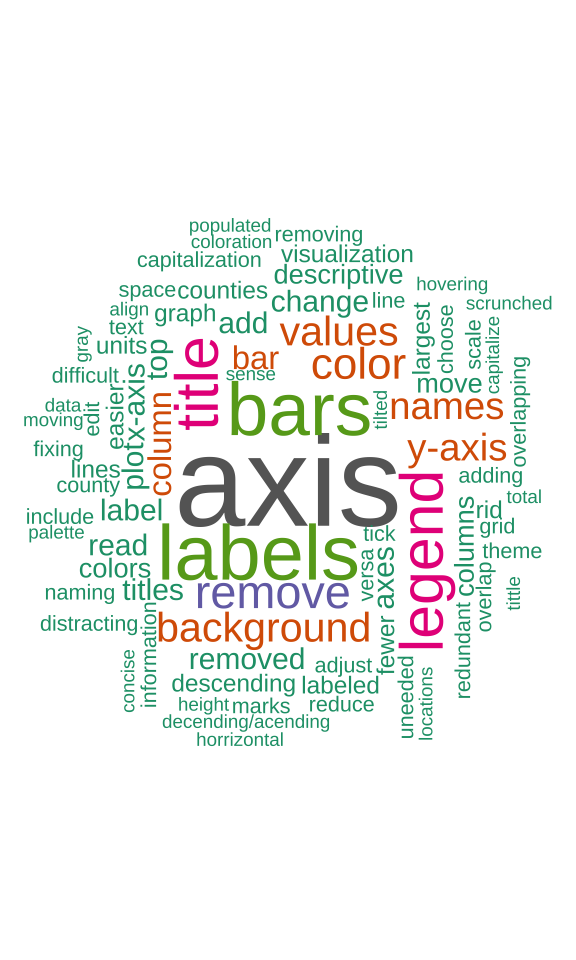 populated
coloration
removing
capitalization
visualization
descriptive
hovering
space
counties
change
line
scrunched
align
graph
add
values
largest
choose
scale
capitalize
text
gray
units
top
title
bar
color
sense
difficult
move
overlapping
data
moving
edit
easier
plot
x-axis
column
bars
tilted
names
fixing
lines
y-axis
county
axis
adding
total
include
label
legend
columns
rid
grid
palette
read
labels
tick
theme
colors
versa
axes
overlap
naming
titles
remove
tittle
distracting
information
background
fewer
redundant
concise
removed
adjust
uneeded
locations
descending
labeled
height
marks
reduce
decending/acending
horrizontal